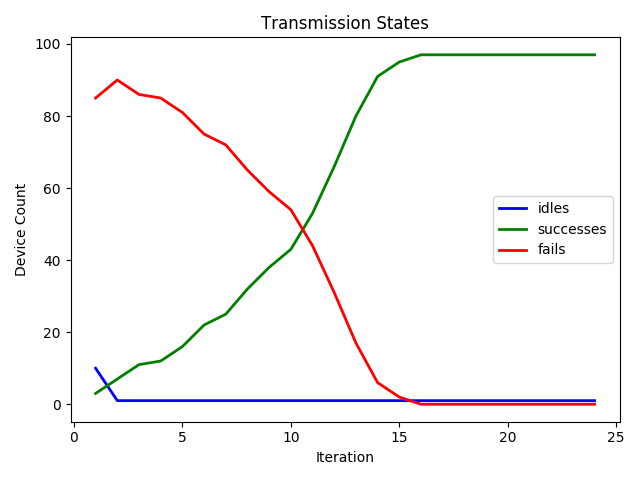 Transmission States
Device Count
100
80
60
40
20
0
idles
successes
fails
0 5 10 15 20 25
Iteration